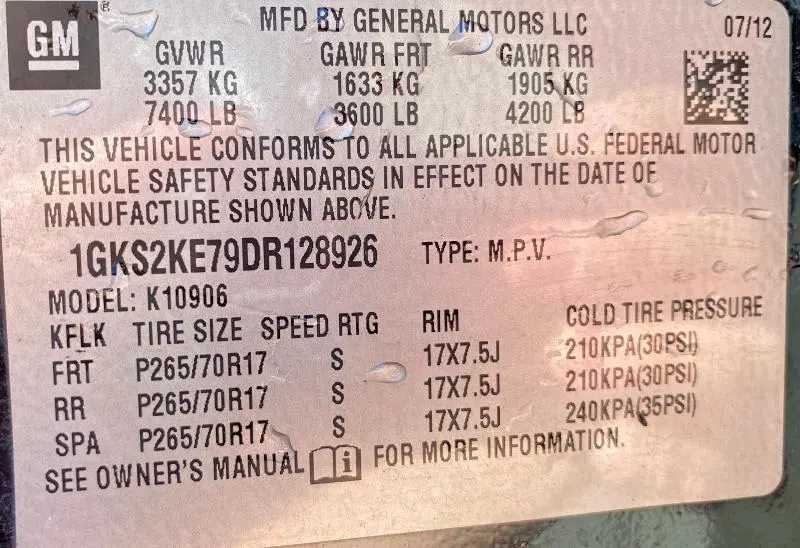 GM
MFD BY GENERAL MOTORS LLC 07/12
GVWR GAWR FRT GAWR RR
3357 KG 1633 KG 1905 KG
7400 LB 3600 LB 4200 LB
THIS VEHICLE CONFORMS TO ALL APPLICABLE U.S. FEDERAL MOTOR
VEHICLE SAFETY STANDARDS IN EFFECT ON THE DATE OF
MANUFACTURE SHOWN ABOVE.
1GKS2KE79DR128926 TYPE: M.P.V.
MODEL: K10906
KFLK TIRE SIZE SPEED RTG RIM COLD TIRE PRESSURE
FRT P265/70R17 S 17X7.5J 210KPA(30PSI)
RR P265/70R17 S 17X7.5J 210KPA(30PSI)
SPA P265/70R17 S 17X7.5J 240KPA(35PSI)
SEE OWNER'S MANUAL i FOR MORE INFORMATION.